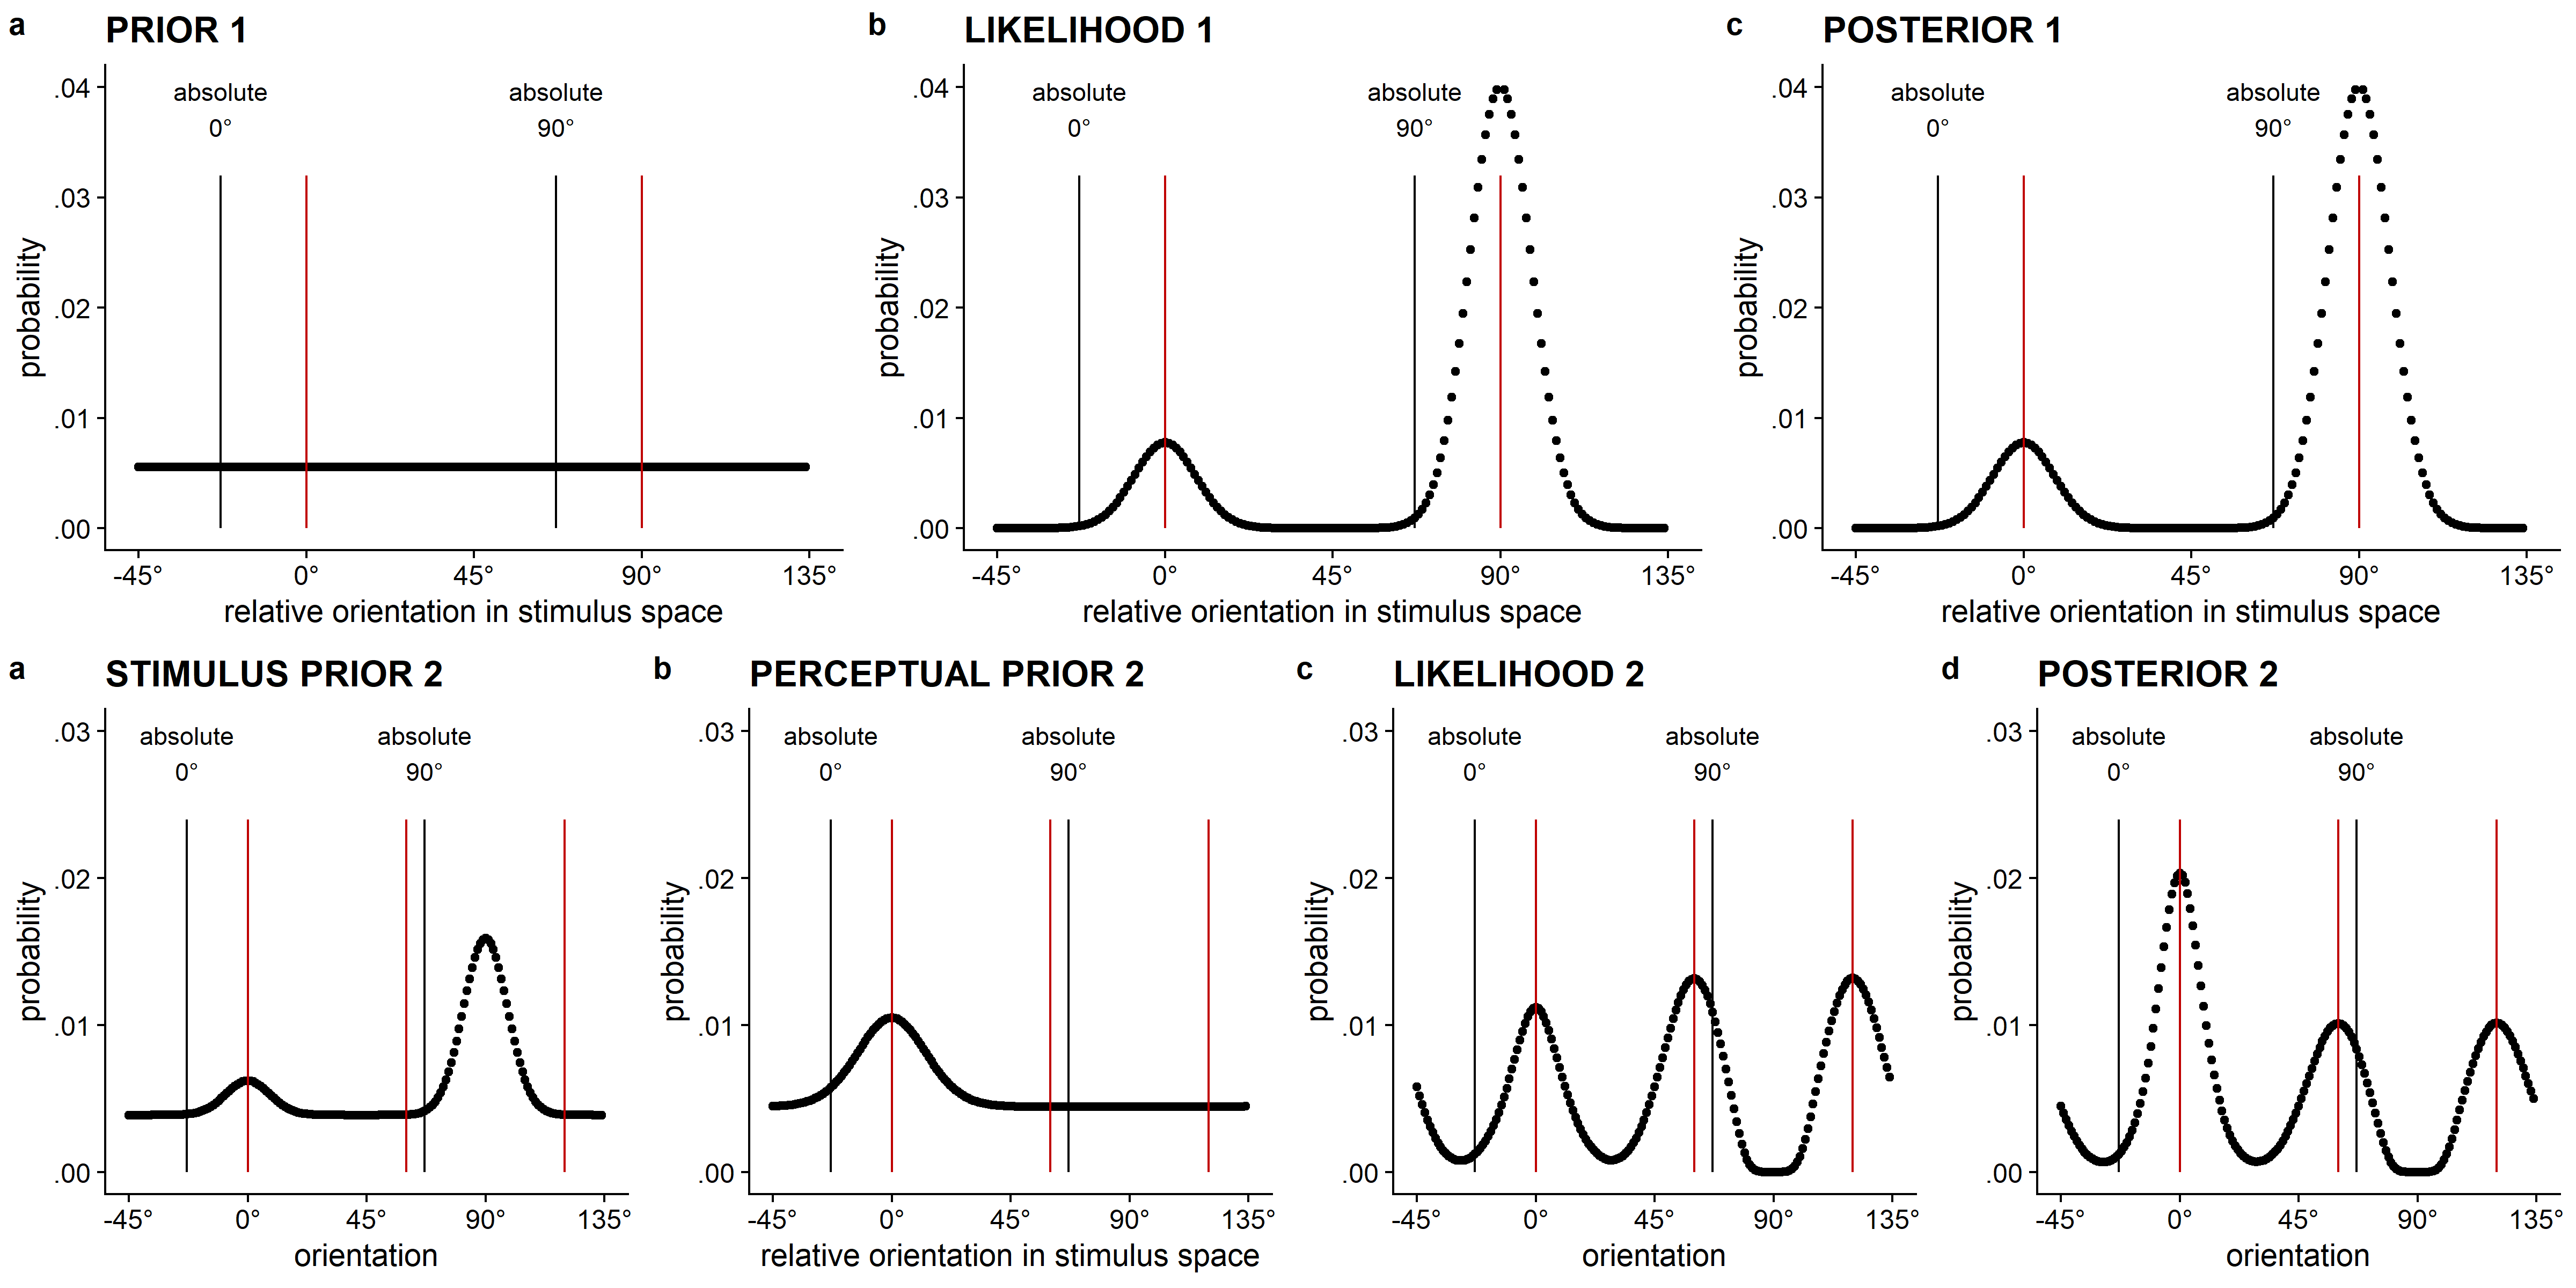 a PRIOR 1
.04
.03
.02
.01
.00
absolute
0°
absolute
90°
probability
-45° 0° 45° 90° 135°
relative orientation in stimulus space
b LIKELIHOOD 1
.04
.03
.02
.01
.00
absolute
0°
absolute
90°
probability
-45° 0° 45° 90° 135°
relative orientation in stimulus space
c POSTERIOR 1
.04
.03
.02
.01
.00
absolute
0°
absolute
90°
probability
-45° 0° 45° 90° 135°
relative orientation in stimulus space
a STIMULUS PRIOR 2
.03
.02
.01
.00
absolute
0°
absolute
90°
probability
-45° 0° 45° 90° 135°
orientation
b PERCEPTUAL PRIOR 2
.03
.02
.01
.00
absolute
0°
absolute
90°
probability
-45° 0° 45° 90° 135°
relative orientation in stimulus space
c LIKELIHOOD 2
.03
.02
.01
.00
absolute
0°
absolute
90°
probability
-45° 0° 45° 90° 135°
orientation
d POSTERIOR 2
.03
.02
.01
.00
absolute
0°
absolute
90°
probability
-45° 0° 45° 90° 135°
orientation